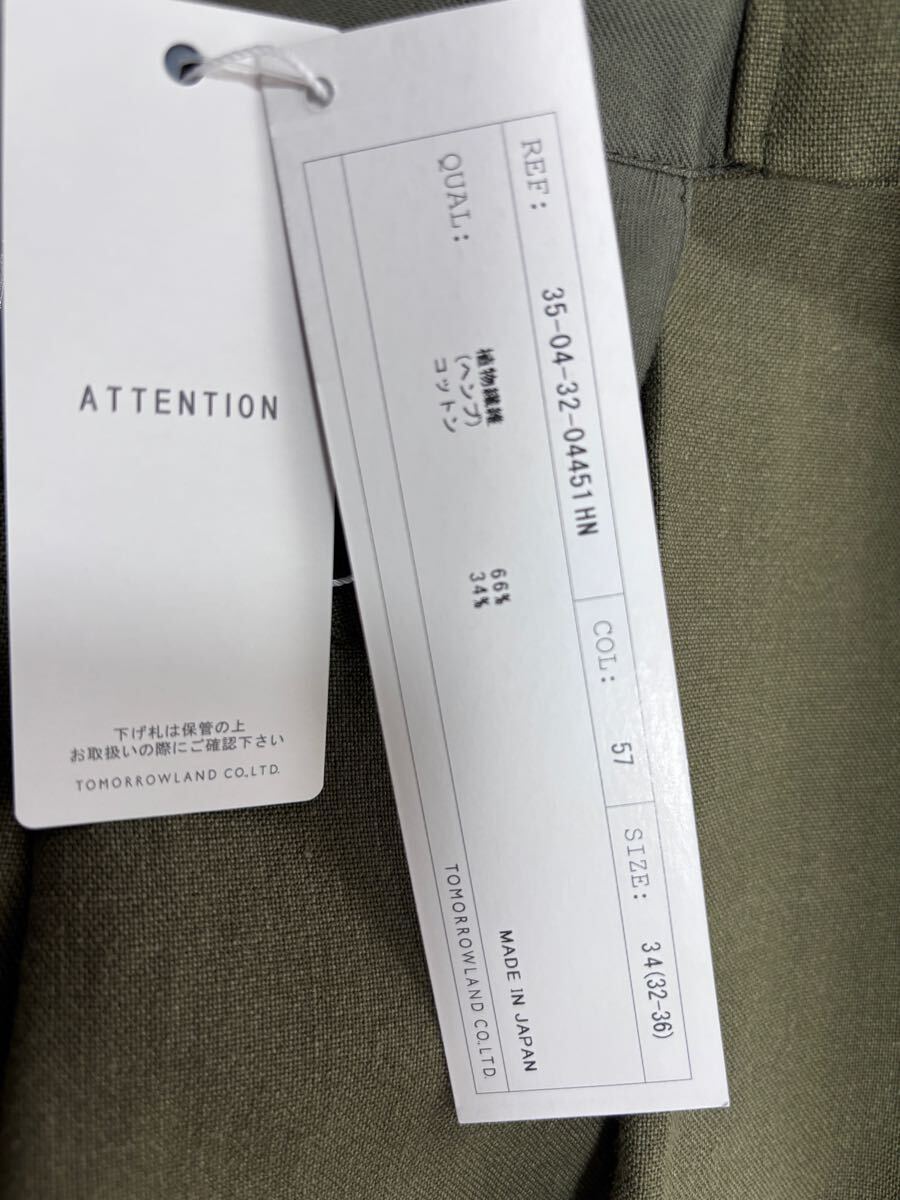 ATTENTION
下げ札は保管の上
お取扱いの際にご確認下さい
TOMORROWLAND CO.,LTD.
REF: 35-04-32-04451HN COL: 57 SIZE: 34(32-36)
QUAL: 植物繊維
(ヘンプ) 66%
コットン 34%
MADE IN JAPAN
TOMORROWLAND CO.,LTD.